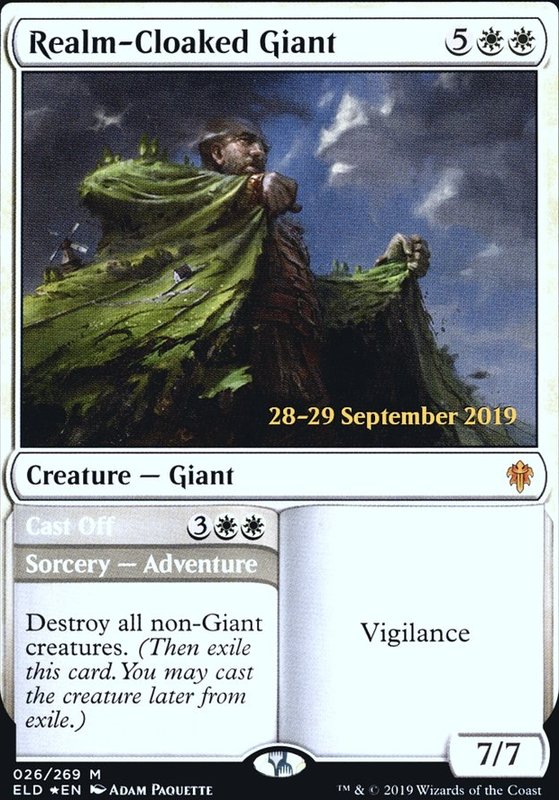 Realm-Cloaked Giant 5
28–29 September 2019
Creature — Giant
Cast Off 3
Sorcery — Adventure
Destroy all non-Giant
creatures. (Then exile
this card. You may cast
the creature later from
exile.)
Vigilance
7/7
026/269 M
ELD ★ EN Adam Paquette
™ & © 2019 Wizards of the Coast